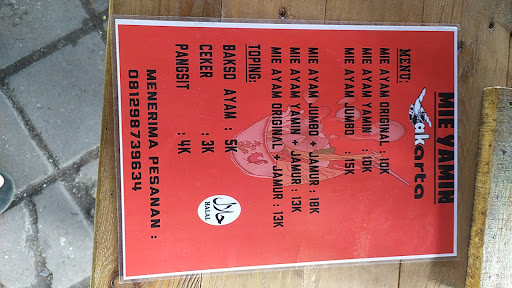 MIE YAMIN
Yakarta
MENU:
MIE AYAM ORIGINAL : 10K
MIE AYAM YAMIN : 10K
MIE AYAM JUMBO : 15K
MIE AYAM JUMBO + JAMUR : 18K
MIE AYAM YAMIN + JAMUR : 13K
MIE AYAM ORIGINAL + JAMUR : 13K
TOPING:
BAKSO AYAM : 5K
CEKER : 3K
PANGSIT : 4K
حلال
HALAL
MENERIMA PESANAN :
081298739634